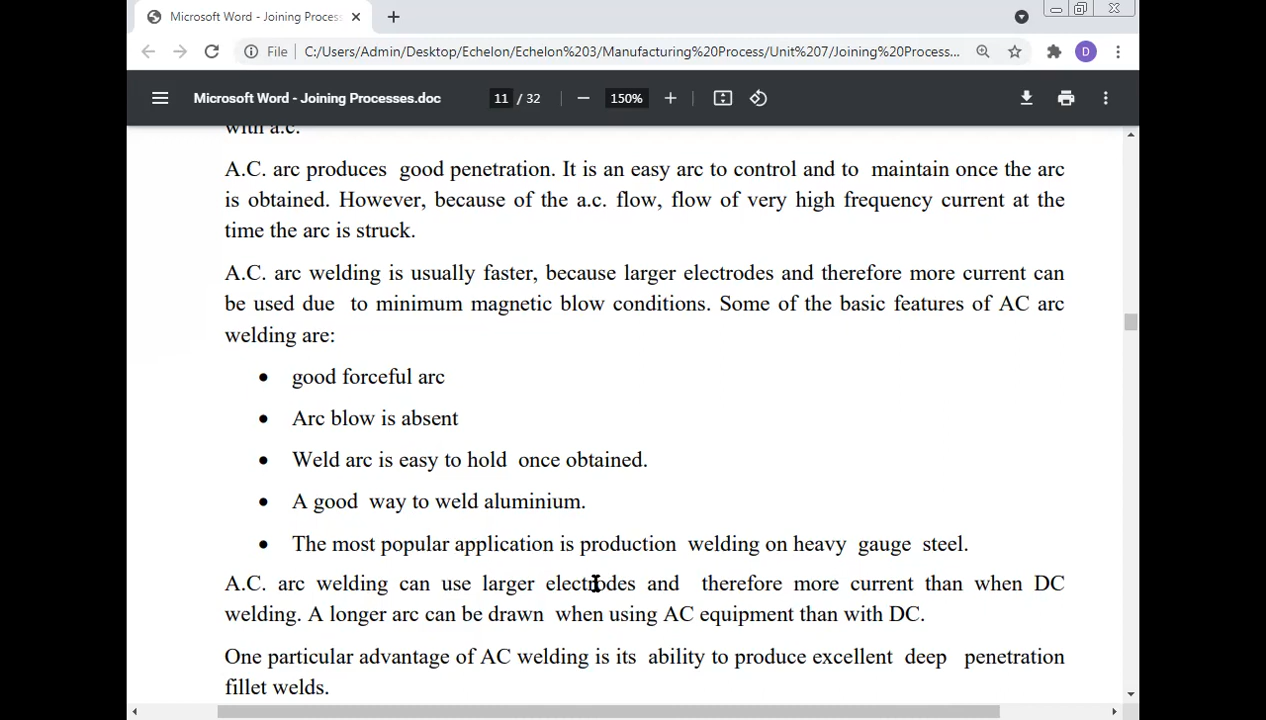 Microsoft Word - Joining Process
File
C:/Users/Admin/Desktop/Echelon/Echelon%203/Manufacturing%20Process/Unit%207/Joining%20Process...
D
Microsoft Word - Joining Processes.doc
11 / 32
150%
with a.c.
A.C. arc produces good penetration. It is an easy arc to control and to maintain once the arc
is obtained. However, because of the a.c. flow, flow of very high frequency current at the
time the arc is struck.
A.C. arc welding is usually faster, because larger electrodes and therefore more current can
be used due to minimum magnetic blow conditions. Some of the basic features of AC arc
welding are:
• good forceful arc
• Arc blow is absent
• Weld arc is easy to hold once obtained.
• A good way to weld aluminium.
• The most popular application is production welding on heavy gauge steel.
A.C. arc welding can use larger electrodes and therefore more current than when DC
welding. A longer arc can be drawn when using AC equipment than with DC.
One particular advantage of AC welding is its ability to produce excellent deep penetration
fillet welds.